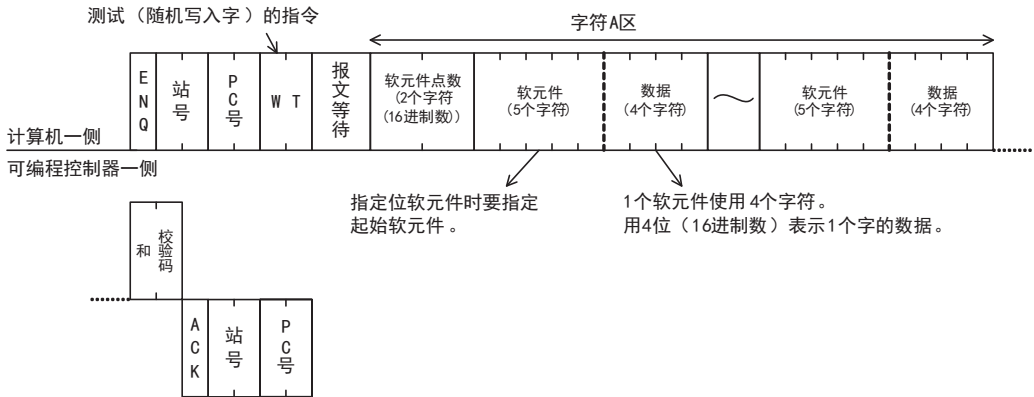 测试（随机写入字）的指令
字符A区
ENQ
站号
PC号
W T
报文等待
软元件点数
(2个字符
(16进制数))
软元件
(5个字符)
数据
(4个字符)
软元件
(5个字符)
数据
(4个字符)
计算机一侧
可编程控制器一侧
指定位软元件时要指定
起始软元件。
1个软元件使用4个字符。
用4位（16进制数）表示1个字的数据。
和
校验码
ACK
站号
PC号